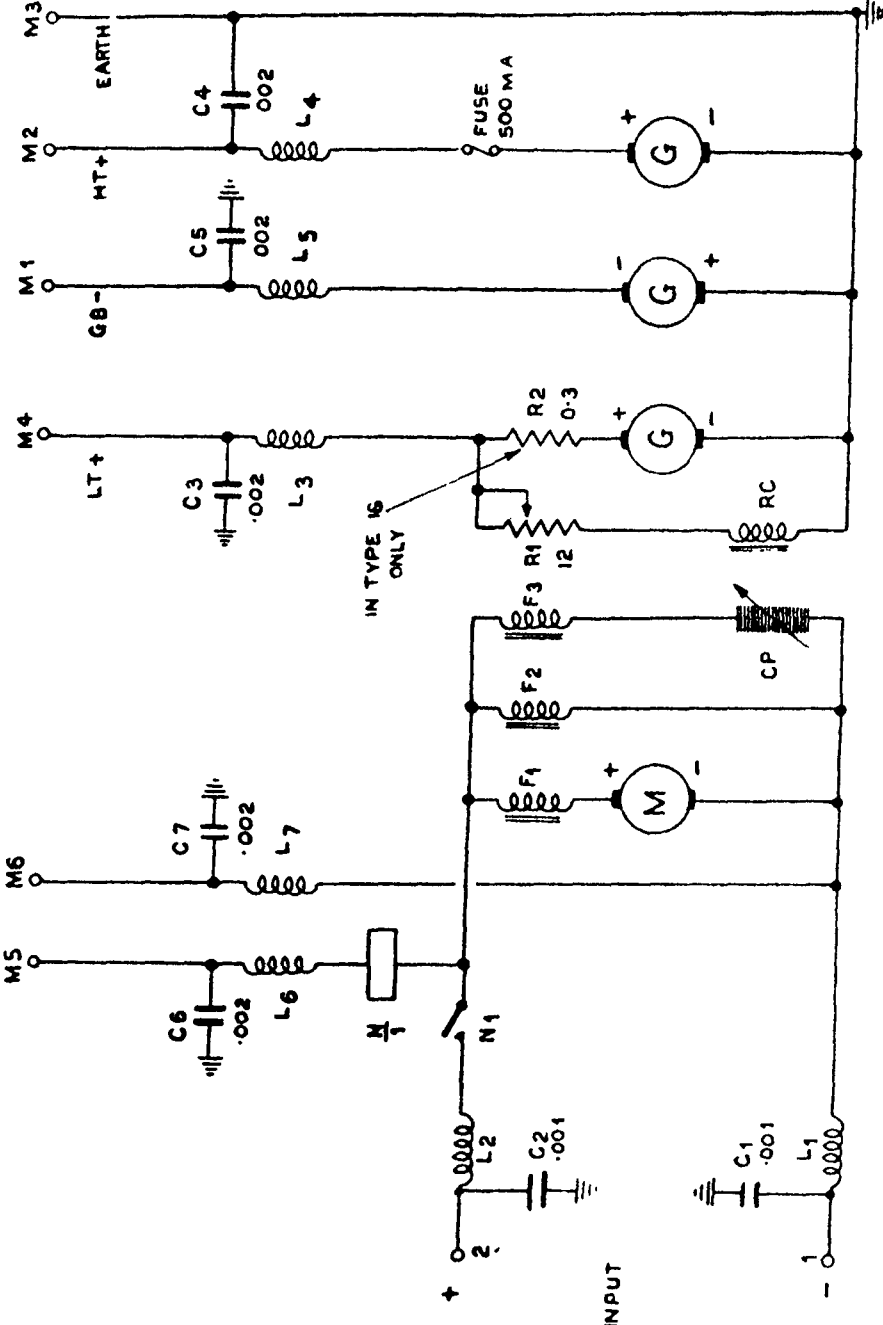 M3
EARTH
C4
002
M2
HT+
L4
FUSE
500 MA
+
G
-
C5
002
M1
GB-
L5
-
G
+
M4
LT+
C3
.002
L3
R2
0·3
+
G
-
IN TYPE 16
ONLY
R1
12
RC
F3
CP
F2
F1
+
M
-
C7
.002
M6
L7
M5
C6
.002
L6
N
1
N1
L2
C2
.001
C1
.001
L1
+
2
INPUT
1
-